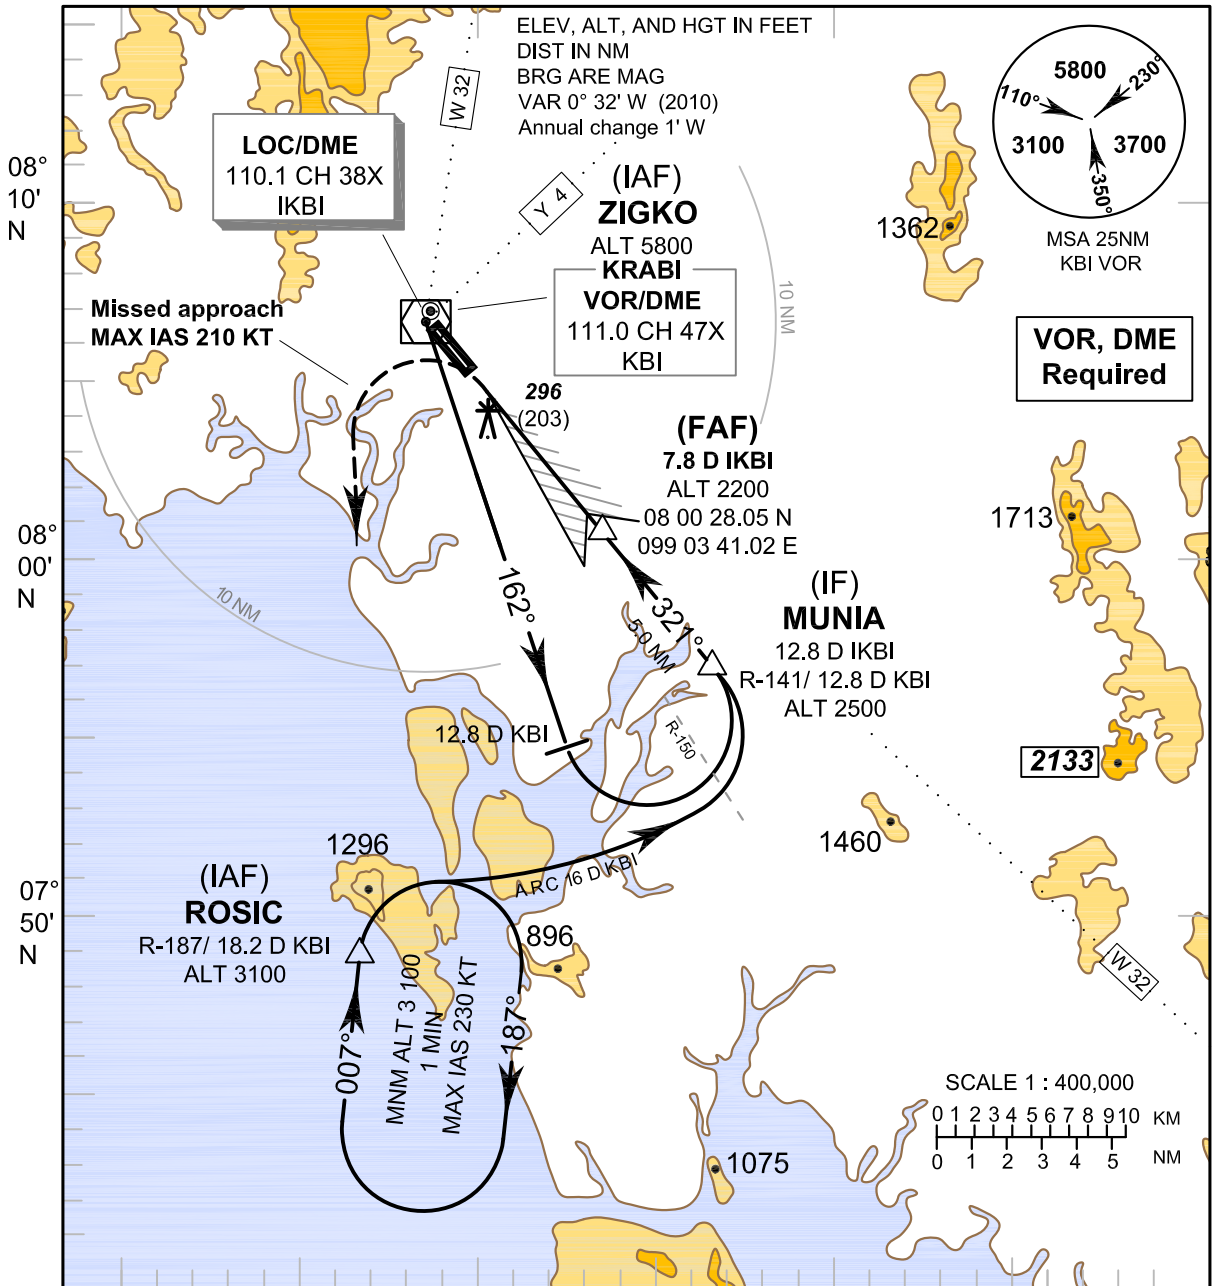 ELEV, ALT, AND HGT IN FEET
DIST IN NM
BRG ARE MAG
VAR 0° 32' W (2010)
Annual change 1' W
W 32
Y 4
LOC/DME
110.1 CH 38X
IKBI
(IAF)
ZIGKO
ALT 5800
KRABI
VOR/DME
111.0 CH 47X
KBI
5800
3100
3700
110°
230°
350°
MSA 25NM
KBI VOR
VOR, DME
Required
08°
10'
N
1362
10 NM
Missed approach
MAX IAS 210 KT
296
(203)
(FAF)
7.8 D IKBI
ALT 2200
08 00 28.05 N
099 03 41.02 E
1713
08°
00'
N
10 NM
162°
321°
5.0 NM
(IF)
MUNIA
12.8 D IKBI
R-141/ 12.8 D KBI
ALT 2500
12.8 D KBI
R-150
2133
1460
1296
ARC 16 D KBI
(IAF)
ROSIC
R-187/ 18.2 D KBI
ALT 3100
07°
50'
N
896
W 32
007°
MNM ALT 3 100
1 MIN
MAX IAS 230 KT
187°
1075
SCALE 1 : 400,000
0 1 2 3 4 5 6 7 8 9 10 KM
0 1 2 3 4 5 NM